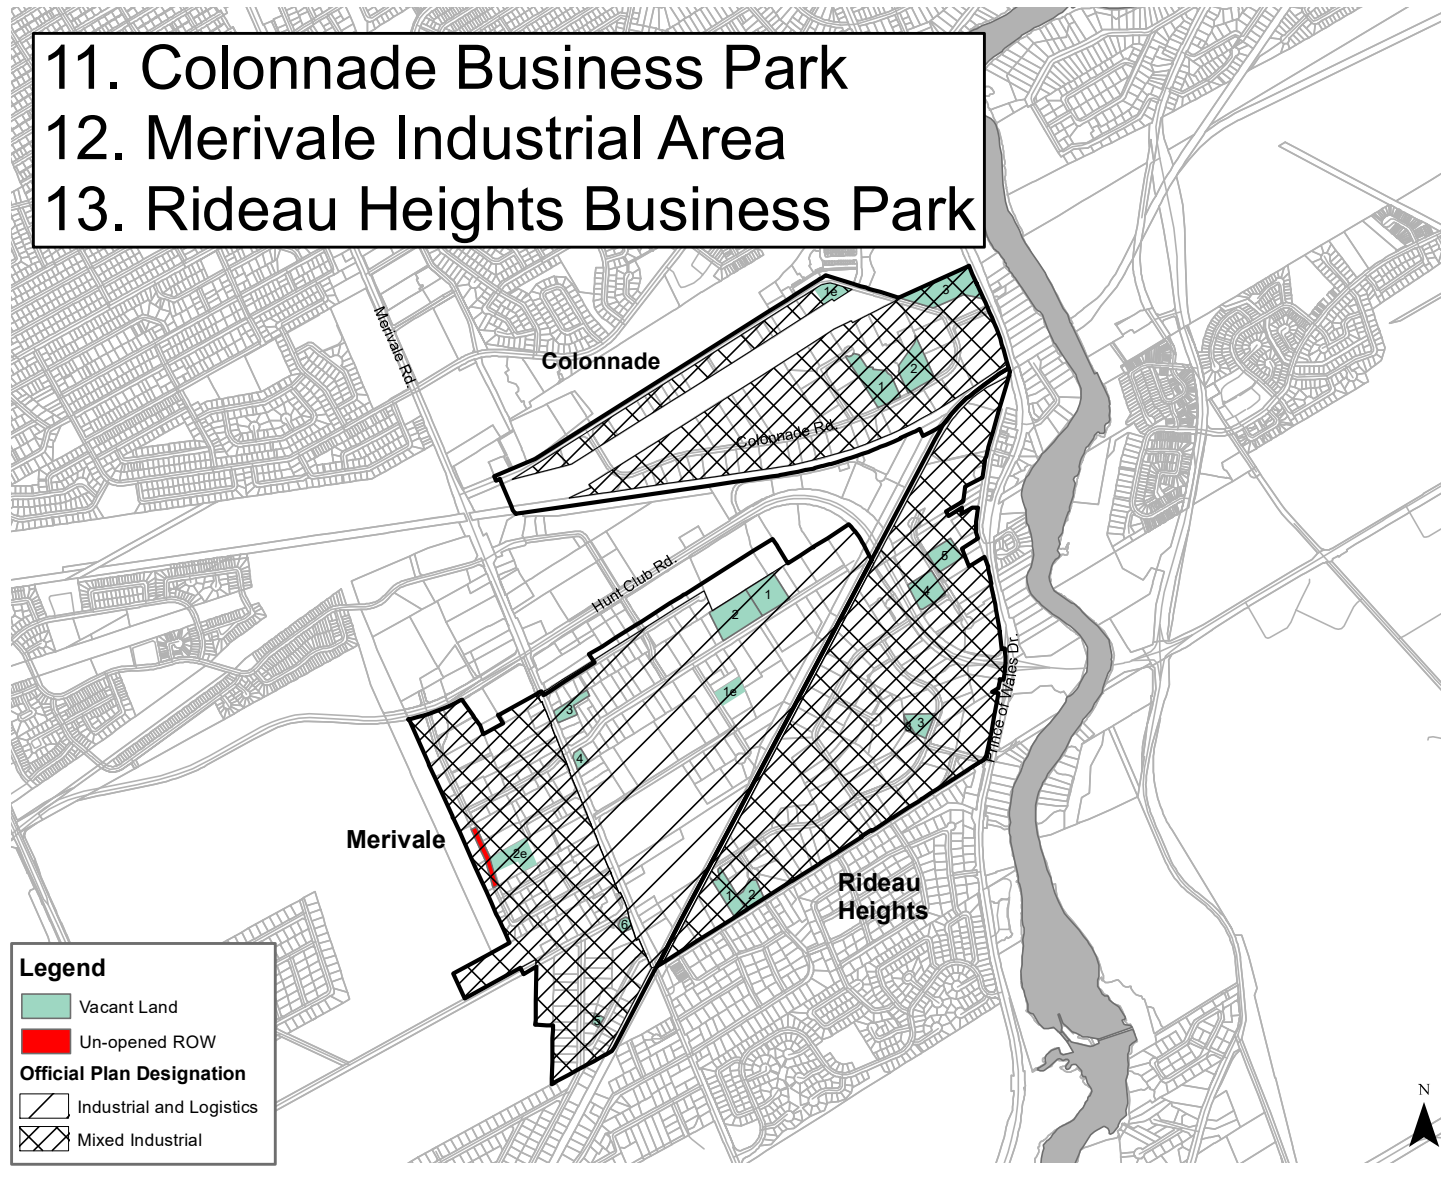 11. Colonnade Business Park
12. Merivale Industrial Area
13. Rideau Heights Business Park
Merivale Rd.
1e
3
Colonnade
2
1
Colonnade Rd.
Hunt Club Rd.
5
4
1
2
Prince of Wales Dr.
1e
3
3
4
Merivale
2e
Rideau
Heights
1
2
6
5
Legend
Vacant Land
Un-opened ROW
Official Plan Designation
Industrial and Logistics
Mixed Industrial
N